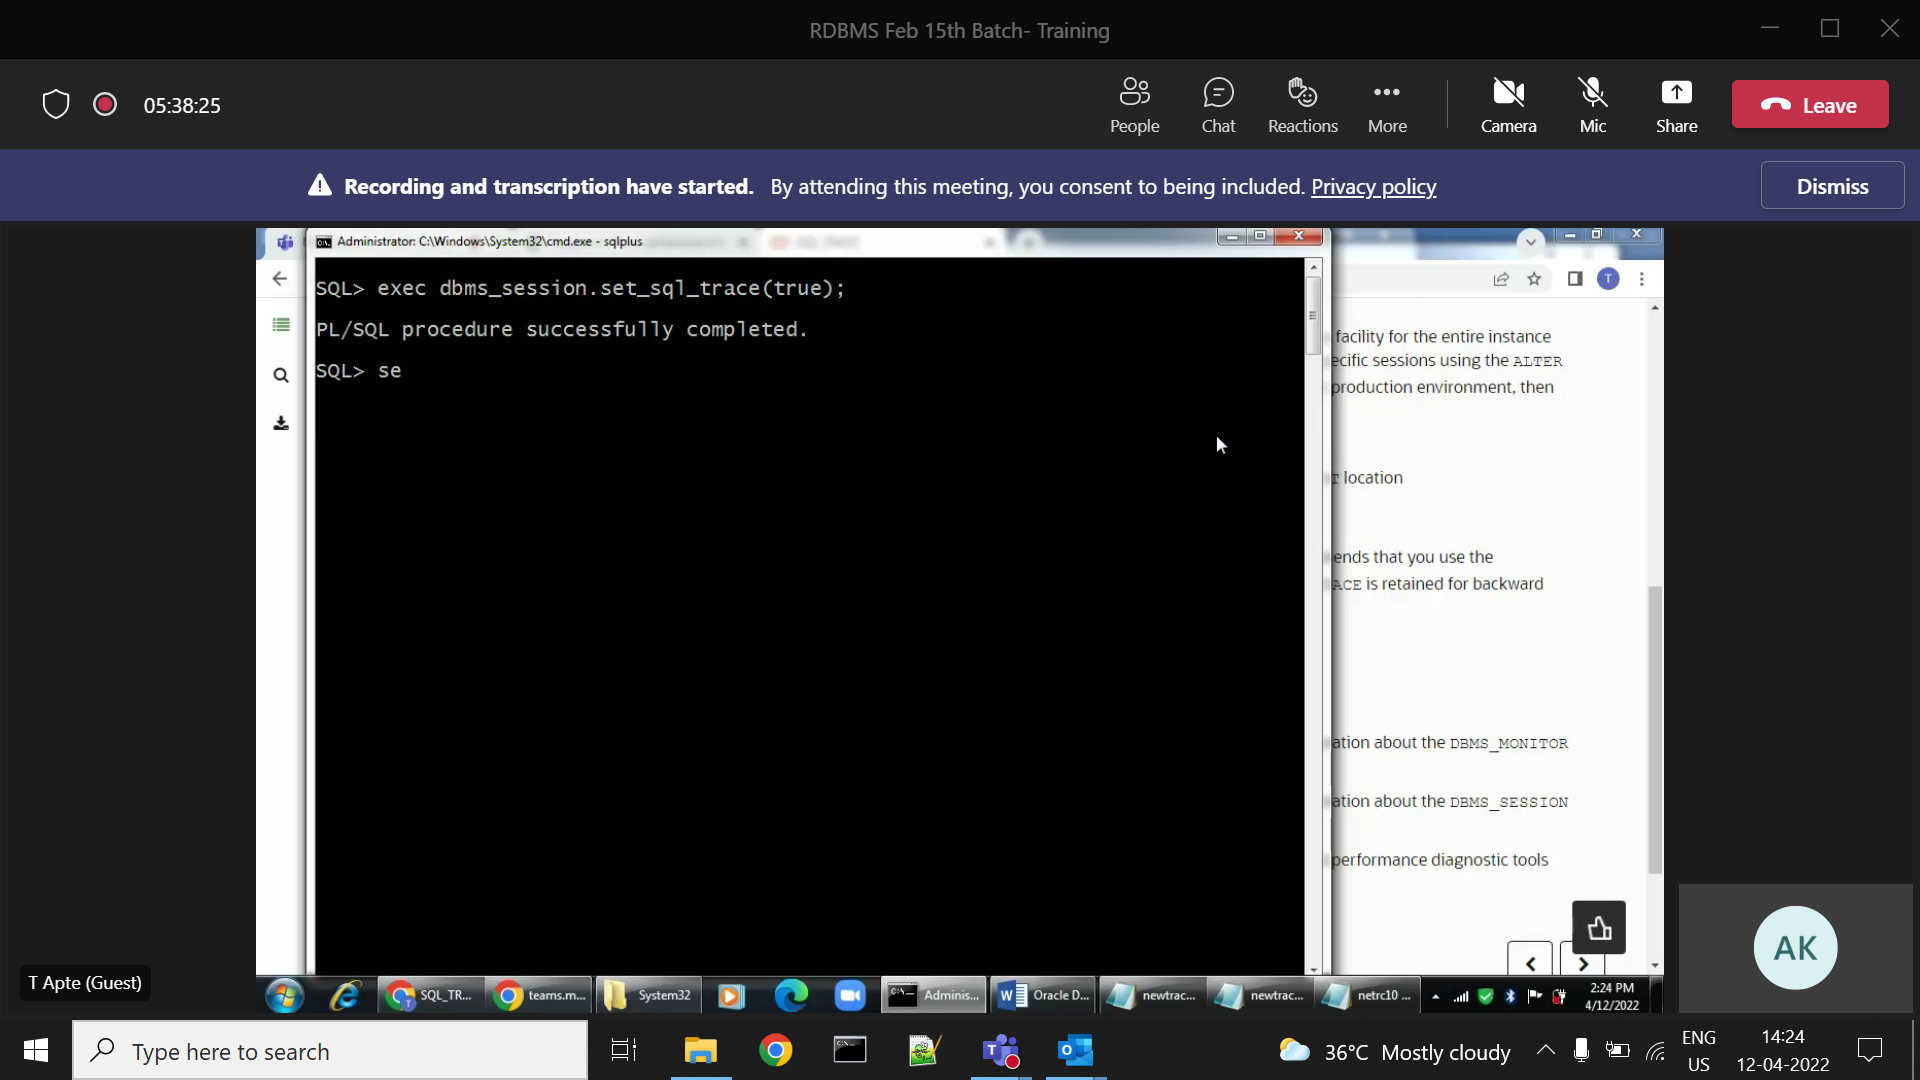 RDBMS Feb 15th Batch- Training
05:38:25
People
Chat
Reactions
More
Camera
Mic
Share
Leave
Recording and transcription have started. By attending this meeting, you consent to being included. Privacy policy
Dismiss
Administrator: C:\Windows\System32\cmd.exe - sqlplus
SQL> exec dbms_session.set_sql_trace(true);
PL/SQL procedure successfully completed.
SQL> se
T
facility for the entire instance
ecific sessions using the ALTER
production environment, then
T location
ends that you use the
ACE is retained for backward
ation about the DBMS_MONITOR
ation about the DBMS_SESSION
performance diagnostic tools
AK
T Apte (Guest)
SQL_TR...
teams.m...
System32
Adminis...
Oracle D...
newtrac...
newtrac...
netrc10 ...
2:24 PM
4/12/2022
Type here to search
36°C Mostly cloudy
ENG
US
14:24
12-04-2022